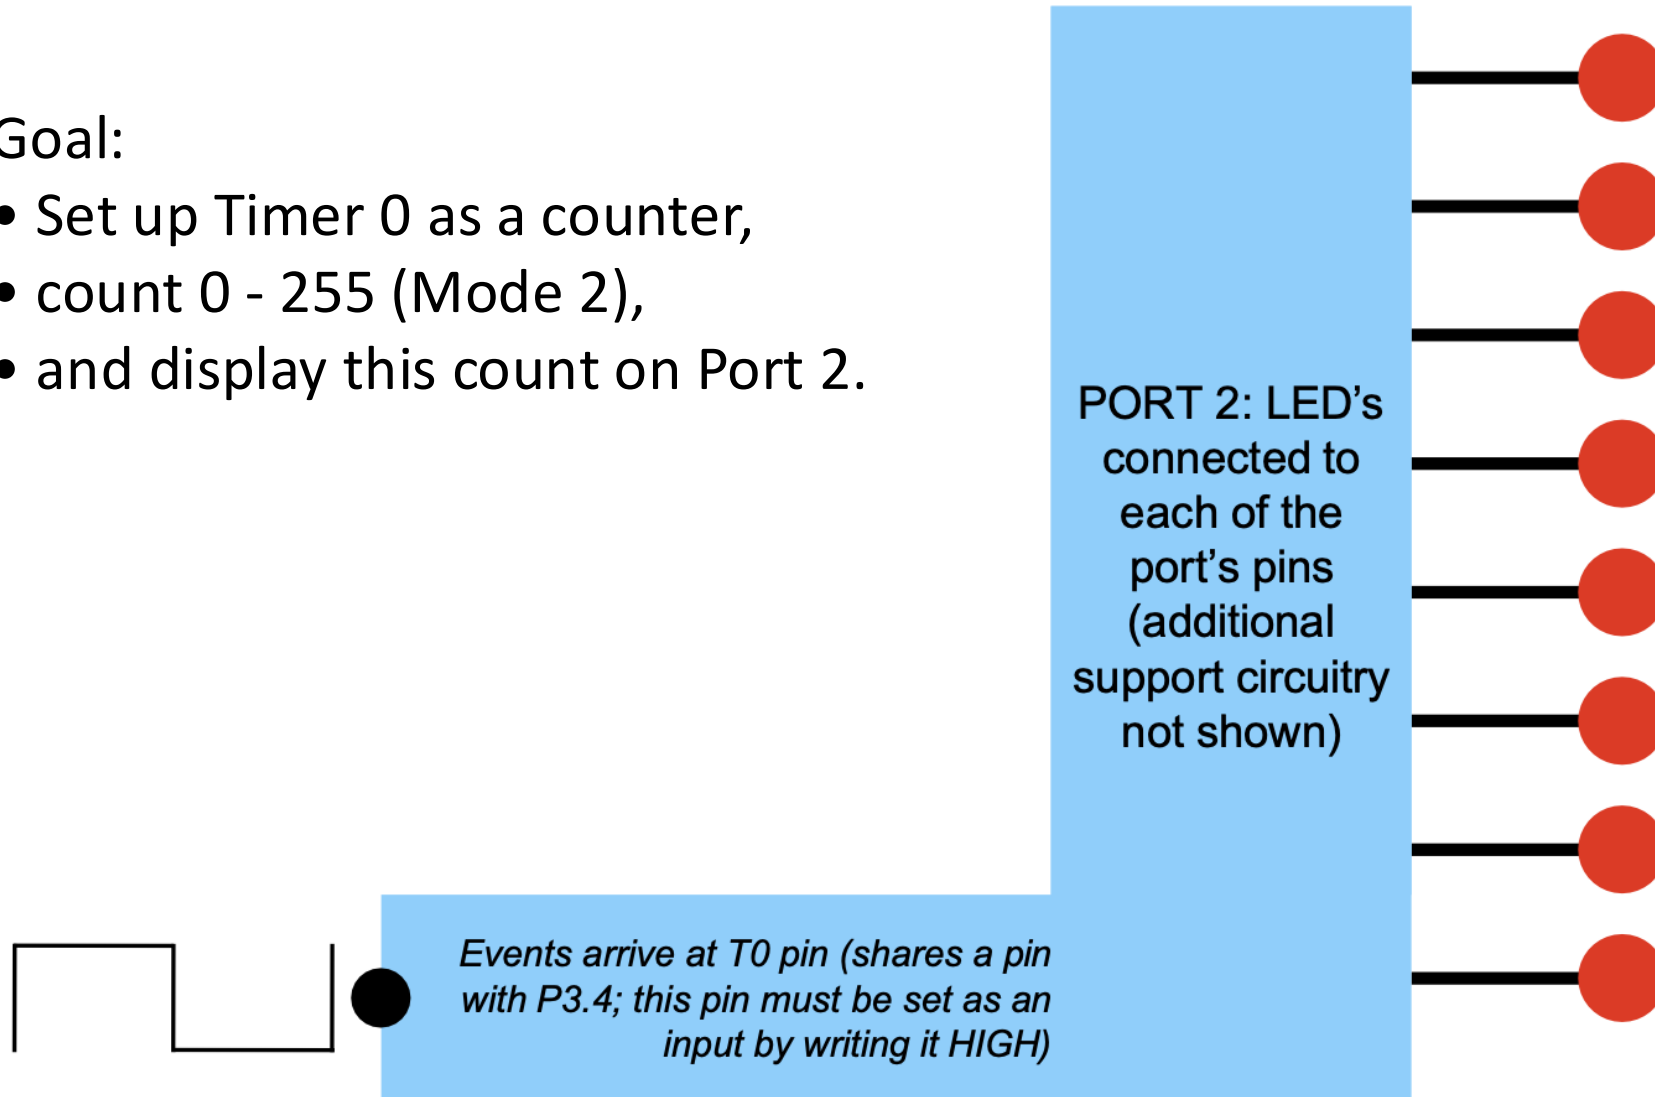 Goal:
• Set up Timer 0 as a counter,
• count 0 - 255 (Mode 2),
• and display this count on Port 2.
PORT 2: LED’s
connected to
each of the
port’s pins
(additional
support circuitry
not shown)
Events arrive at T0 pin (shares a pin
with P3.4; this pin must be set as an
input by writing it HIGH)